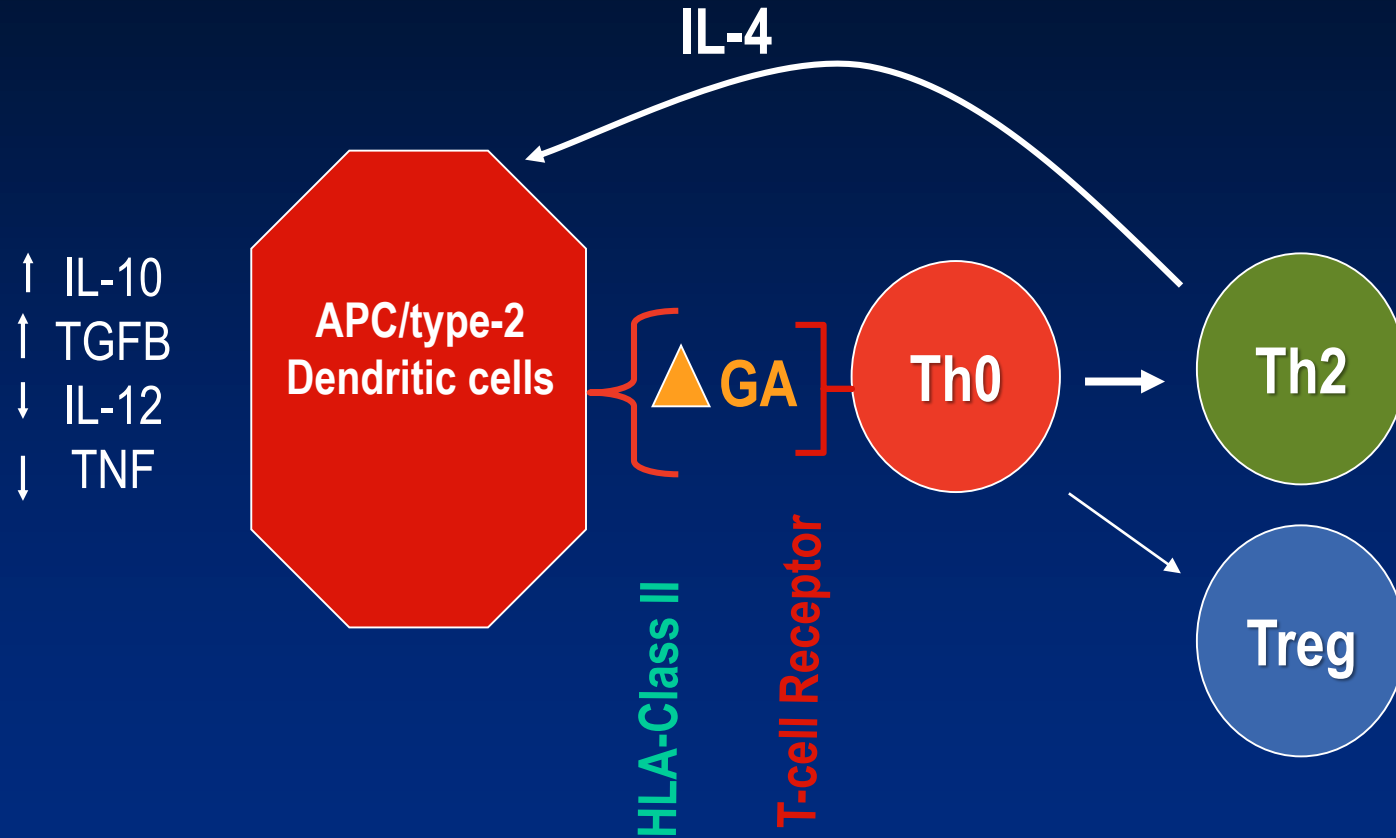 IL-4
↑ IL-10
↑ TGFB
↓ IL-12
↓ TNF
APC/type-2
Dendritic cells
GA
Th0
Th2
Treg
HLA-Class II
T-cell Receptor